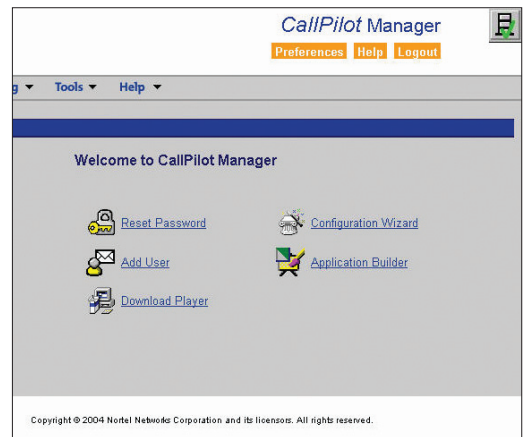 CallPilot Manager
Preferences Help Logout
g Tools Help
Welcome to CallPilot Manager
Reset Password Configuration Wizard
Add User Application Builder
Download Player
Copyright © 2004 Nortel Networks Corporation and its licensors. All rights reserved.